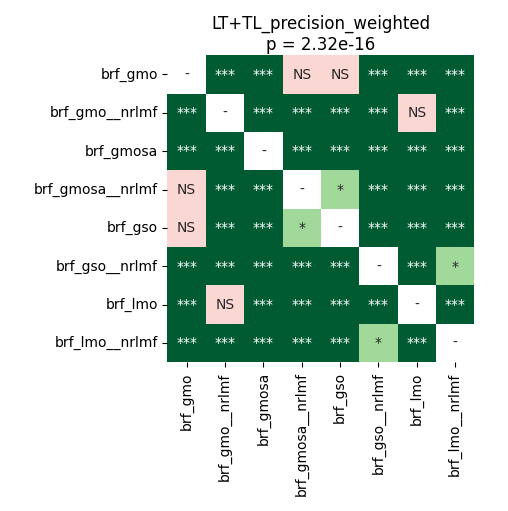 LT+TL_precision_weighted
p = 2.32e-16
brf_gmo - *** *** NS NS *** *** ***
brf_gmo__nrlmf *** - *** *** *** *** NS ***
brf_gmosa *** *** - *** *** *** *** ***
brf_gmosa__nrlmf NS *** *** - * *** *** ***
brf_gso NS *** *** * - *** *** ***
brf_gso__nrlmf *** *** *** *** *** - *** *
brf_lmo *** NS *** *** *** *** - ***
brf_lmo__nrlmf *** *** *** *** *** * *** -
brf_gmo
brf_gmo__nrlmf
brf_gmosa
brf_gmosa__nrlmf
brf_gso
brf_gso__nrlmf
brf_lmo
brf_lmo__nrlmf